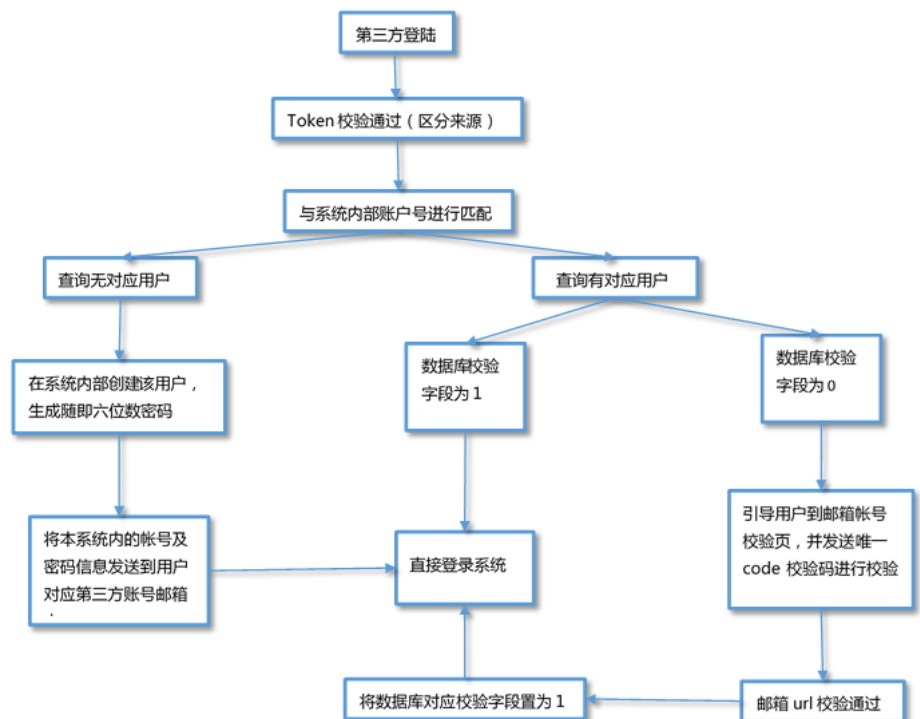 第三方登陆
Token 校验通过（区分来源）
与系统内部账户号进行匹配
查询无对应用户
查询有对应用户
在系统内部创建该用户，
生成随即六位数密码
数据库校验
字段为 1
数据库校验
字段为 0
将本系统内的帐号及
密码信息发送到用户
对应第三方账号邮箱
直接登录系统
引导用户到邮箱帐号
校验页，并发送唯一
code 校验码进行校验
将数据库对应校验字段置为 1
邮箱 url 校验通过